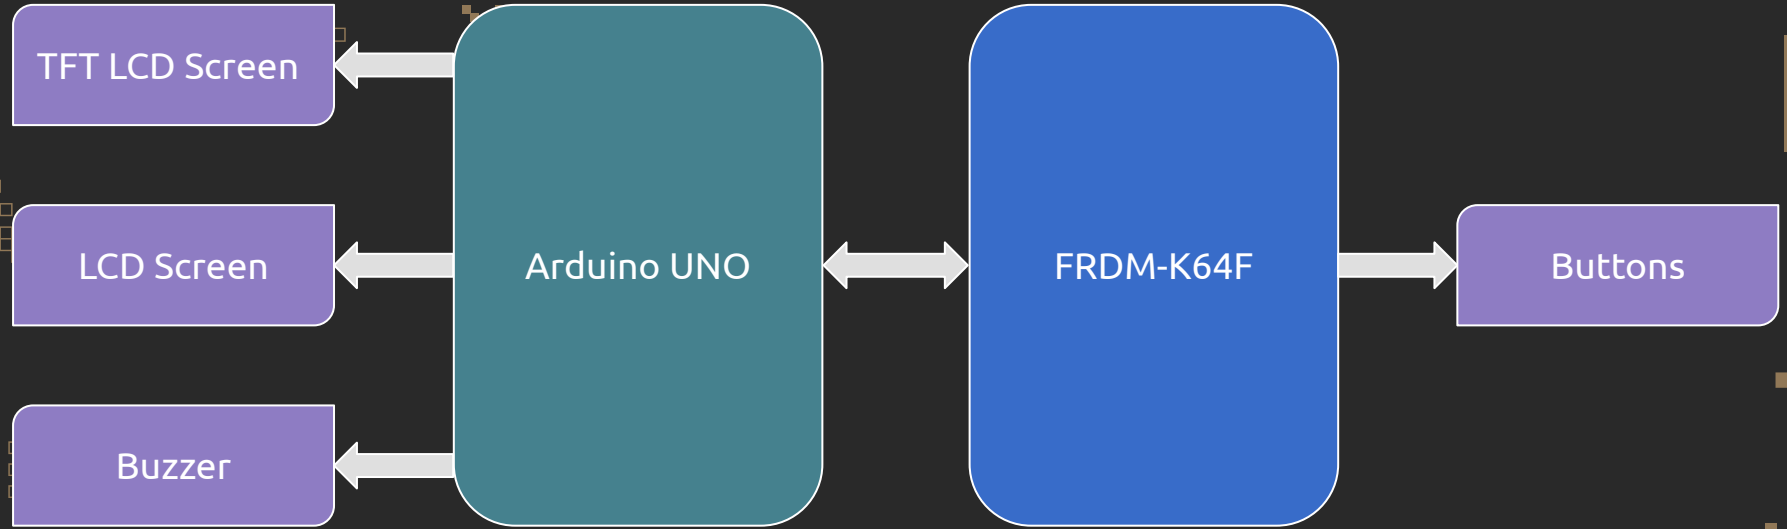 TFT LCD Screen
LCD Screen
Arduino UNO
FRDM-K64F
Buttons
Buzzer